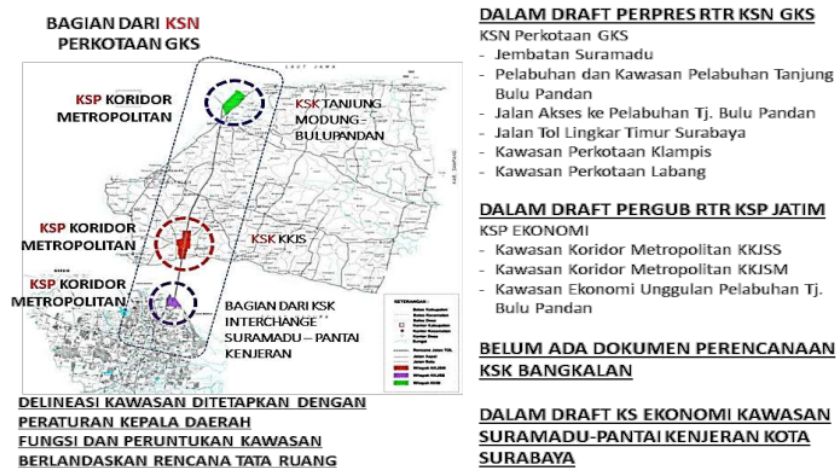 BAGIAN DARI KSN
PERKOTAAN GKS
LAUT JAWA
KSP KORIDOR
METROPOLITAN
KSK TANJUNG
MODUNG-
BULUPANDAN
KSP KORIDOR
METROPOLITAN
KSK KKJS
KSP KORIDOR
METROPOLITAN
BAGIAN DARI KSK
INTERCHANGE
SURAMADU – PANTAI
KENJERAN
KETERANGAN :
DELINEASI KAWASAN DITETAPKAN DENGAN
PERATURAN KEPALA DAERAH
FUNGSI DAN PERUNTUKAN KAWASAN
BERLANDASKAN RENCANA TATA RUANG
DALAM DRAFT PERPRES RTR KSN GKS
KSN Perkotaan GKS
- Jembatan Suramadu
- Pelabuhan dan Kawasan Pelabuhan Tanjung
Bulu Pandan
- Jalan Akses ke Pelabuhan Tj. Bulu Pandan
- Jalan Tol Lingkar Timur Surabaya
- Kawasan Perkotaan Klampis
- Kawasan Perkotaan Labang
DALAM DRAFT PERGUB RTR KSP JATIM
KSP EKONOMI
- Kawasan Koridor Metropolitan KKJSS
- Kawasan Koridor Metropolitan KKJSM
- Kawasan Ekonomi Unggulan Pelabuhan Tj.
Bulu Pandan
BELUM ADA DOKUMEN PERENCANAAN
KSK BANGKALAN
DALAM DRAFT KS EKONOMI KAWASAN
SURAMADU-PANTAI KENJERAN KOTA
SURABAYA